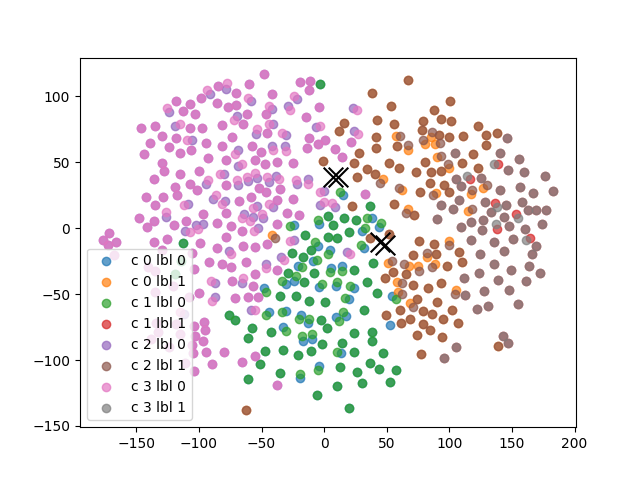 100
50
0
−50
−100
−150
c 0 lbl 0
c 0 lbl 1
c 1 lbl 0
c 1 lbl 1
c 2 lbl 0
c 2 lbl 1
c 3 lbl 0
c 3 lbl 1
−150 −100 −50 0 50 100 150 200